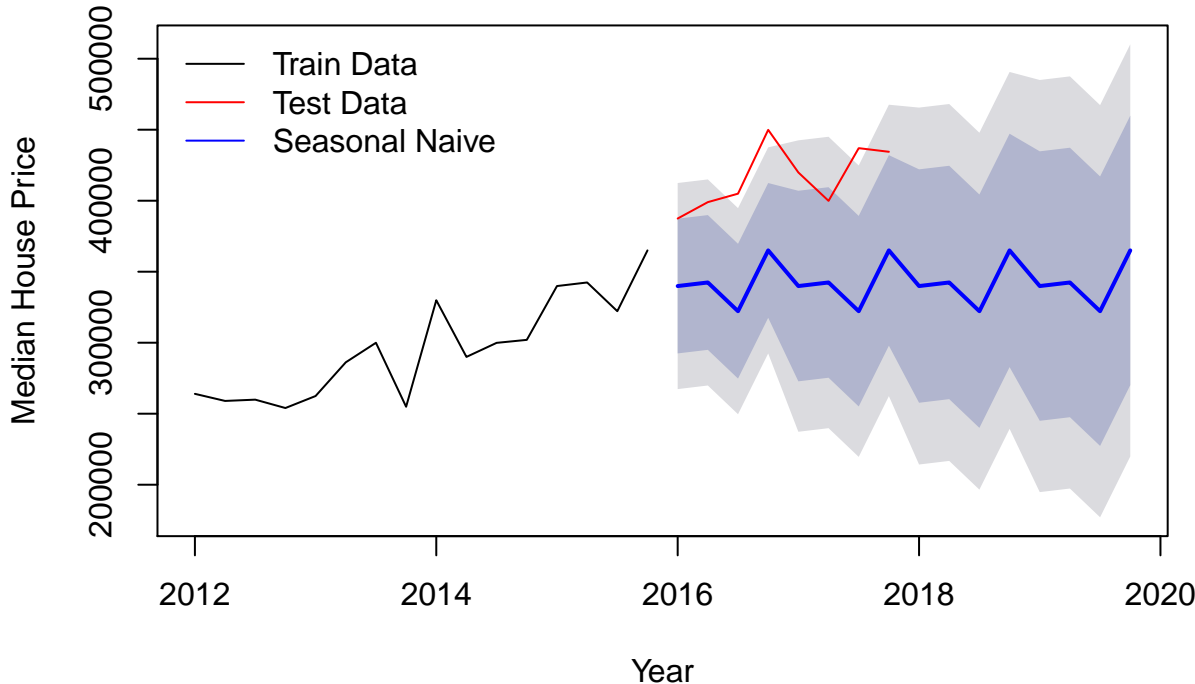 Median House Price
500000
400000
300000
200000
Train Data
Test Data
Seasonal Naive
2012 2014 2016 2018 2020
Year